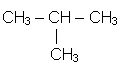 CH₃ – CH – CH₃
CH₃